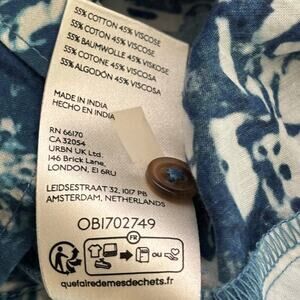 55% COTTON 45% VISCOSE
55% COTON 45% VISCOSE
55% BAUMWOLLE 45% VISKOSE
55% COTONE 45% VISCOSA
55% ALGODÓN 45% VISCOSA
MADE IN INDIA
HECHO EN INDIA
RN 66170
CA 32054
URBN UK Ltd.
146 Brick Lane,
LONDON, E1 6RU
LEIDSESTRAAT 32, 1017 PB
AMSTERDAM, NETHERLANDS
OB1702749
FR
OU
quefairedemesdechets.fr